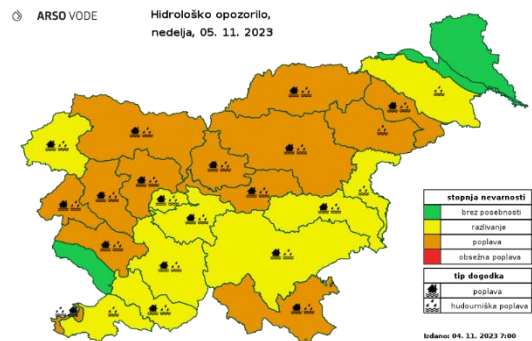 ARSO VODE
Hidrološko opozorilo,
nedelja, 05. 11. 2023
stopnja nevarnosti
brez posebnosti
razlivanje
poplava
obsežna poplava
tip dogodka
poplava
hudourniška poplava
Izdano: 04. 11. 2023 7:00